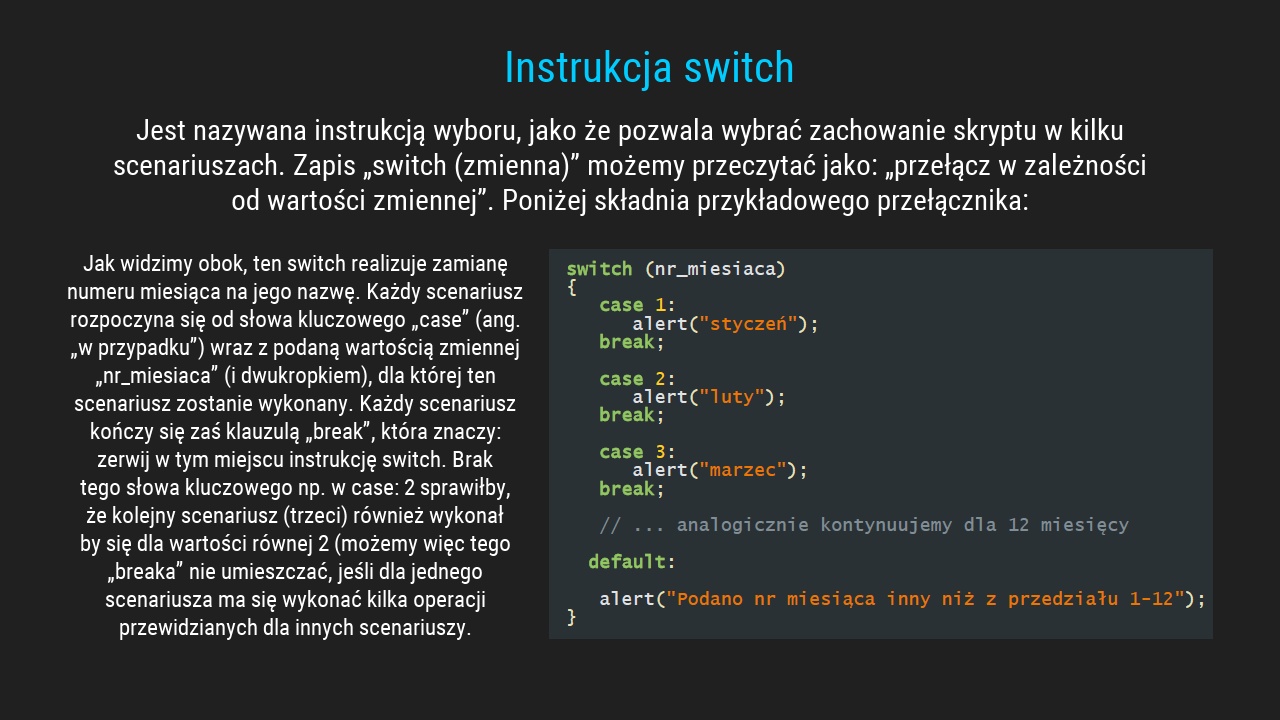 Instrukcja switch
Jest nazywana instrukcją wyboru, jako że pozwala wybrać zachowanie skryptu w kilku
scenariuszach. Zapis „switch (zmienna)” możemy przeczytać jako: „przełącz w zależności
od wartości zmiennej”. Poniżej składnia przykładowego przełącznika:
Jak widzimy obok, ten switch realizuje zamianę
numeru miesiąca na jego nazwę. Każdy scenariusz
rozpoczyna się od słowa kluczowego „case” (ang.
„w przypadku”) wraz z podaną wartością zmiennej
„nr_miesiaca” (i dwukropkiem), dla której ten
scenariusz zostanie wykonany. Każdy scenariusz
kończy się zaś klauzulą „break”, która znaczy:
zerwij w tym miejscu instrukcję switch. Brak
tego słowa kluczowego np. w case: 2 sprawiłby,
że kolejny scenariusz (trzeci) również wykonał
by się dla wartości równej 2 (możemy więc tego
„breaka” nie umieszczać, jeśli dla jednego
scenariusza ma się wykonać kilka operacji
przewidzianych dla innych scenariuszy.
switch (nr_miesiaca)
{
case 1:
alert("styczeń");
break;
case 2:
alert("luty");
break;
case 3:
alert("marzec");
break;
// ... analogicznie kontynuujemy dla 12 miesięcy
default:
alert("Podano nr miesiąca inny niż z przedziału 1-12");
}